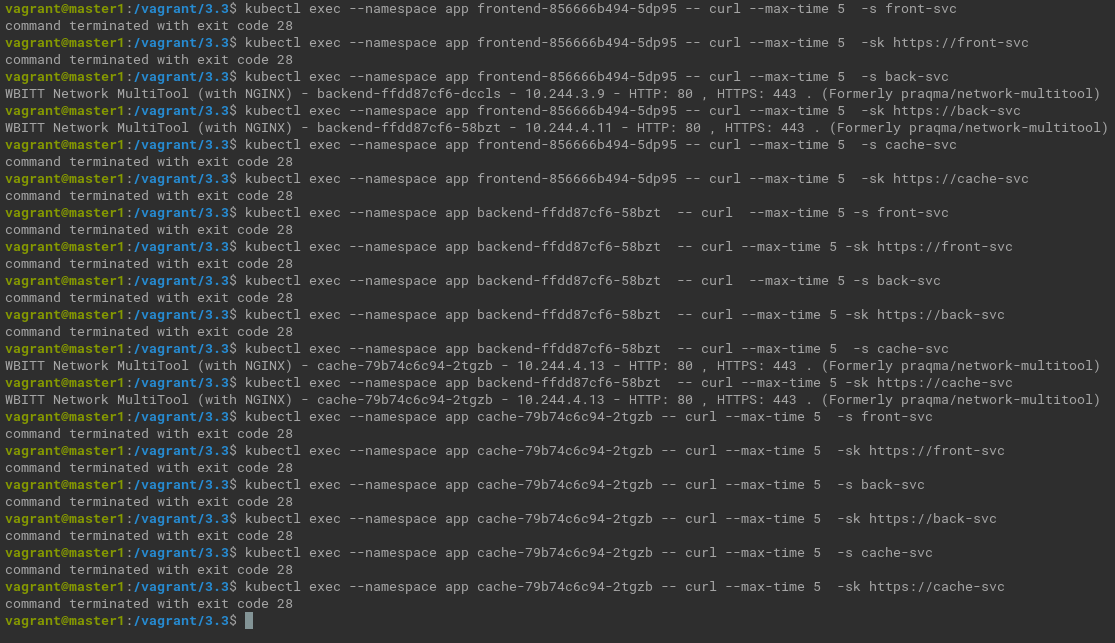 vagrant@master1:/vagrant/3.3$ kubectl exec --namespace app frontend-856666b494-5dp95 -- curl --max-time 5  -s front-svc
command terminated with exit code 28
vagrant@master1:/vagrant/3.3$ kubectl exec --namespace app frontend-856666b494-5dp95 -- curl --max-time 5  -sk https://front-svc
command terminated with exit code 28
vagrant@master1:/vagrant/3.3$ kubectl exec --namespace app frontend-856666b494-5dp95 -- curl --max-time 5  -s back-svc
WBITT Network MultiTool (with NGINX) - backend-ffdd87cf6-dccls - 10.244.3.9 - HTTP: 80 , HTTPS: 443 . (Formerly praqma/network-multitool)
vagrant@master1:/vagrant/3.3$ kubectl exec --namespace app frontend-856666b494-5dp95 -- curl --max-time 5  -sk https://back-svc
WBITT Network MultiTool (with NGINX) - backend-ffdd87cf6-58bzt - 10.244.4.11 - HTTP: 80 , HTTPS: 443 . (Formerly praqma/network-multitool)
vagrant@master1:/vagrant/3.3$ kubectl exec --namespace app frontend-856666b494-5dp95 -- curl --max-time 5  -s cache-svc
command terminated with exit code 28
vagrant@master1:/vagrant/3.3$ kubectl exec --namespace app frontend-856666b494-5dp95 -- curl --max-time 5  -sk https://cache-svc
command terminated with exit code 28
vagrant@master1:/vagrant/3.3$ kubectl exec --namespace app backend-ffdd87cf6-58bzt  -- curl  --max-time 5 -s front-svc
command terminated with exit code 28
vagrant@master1:/vagrant/3.3$ kubectl exec --namespace app backend-ffdd87cf6-58bzt  -- curl --max-time 5 -sk https://front-svc
command terminated with exit code 28
vagrant@master1:/vagrant/3.3$ kubectl exec --namespace app backend-ffdd87cf6-58bzt  -- curl --max-time 5  -s back-svc
command terminated with exit code 28
vagrant@master1:/vagrant/3.3$ kubectl exec --namespace app backend-ffdd87cf6-58bzt  -- curl --max-time 5 -sk https://back-svc
command terminated with exit code 28
vagrant@master1:/vagrant/3.3$ kubectl exec --namespace app backend-ffdd87cf6-58bzt  -- curl --max-time 5  -s cache-svc
WBITT Network MultiTool (with NGINX) - cache-79b74c6c94-2tgzb - 10.244.4.13 - HTTP: 80 , HTTPS: 443 . (Formerly praqma/network-multitool)
vagrant@master1:/vagrant/3.3$ kubectl exec --namespace app backend-ffdd87cf6-58bzt  -- curl --max-time 5 -sk https://cache-svc
WBITT Network MultiTool (with NGINX) - cache-79b74c6c94-2tgzb - 10.244.4.13 - HTTP: 80 , HTTPS: 443 . (Formerly praqma/network-multitool)
vagrant@master1:/vagrant/3.3$ kubectl exec --namespace app cache-79b74c6c94-2tgzb -- curl --max-time 5  -s front-svc
command terminated with exit code 28
vagrant@master1:/vagrant/3.3$ kubectl exec --namespace app cache-79b74c6c94-2tgzb -- curl --max-time 5  -sk https://front-svc
command terminated with exit code 28
vagrant@master1:/vagrant/3.3$ kubectl exec --namespace app cache-79b74c6c94-2tgzb -- curl --max-time 5  -s back-svc
command terminated with exit code 28
vagrant@master1:/vagrant/3.3$ kubectl exec --namespace app cache-79b74c6c94-2tgzb -- curl --max-time 5  -sk https://back-svc
command terminated with exit code 28
vagrant@master1:/vagrant/3.3$ kubectl exec --namespace app cache-79b74c6c94-2tgzb -- curl --max-time 5  -s cache-svc
command terminated with exit code 28
vagrant@master1:/vagrant/3.3$ kubectl exec --namespace app cache-79b74c6c94-2tgzb -- curl --max-time 5  -sk https://cache-svc
command terminated with exit code 28
vagrant@master1:/vagrant/3.3$